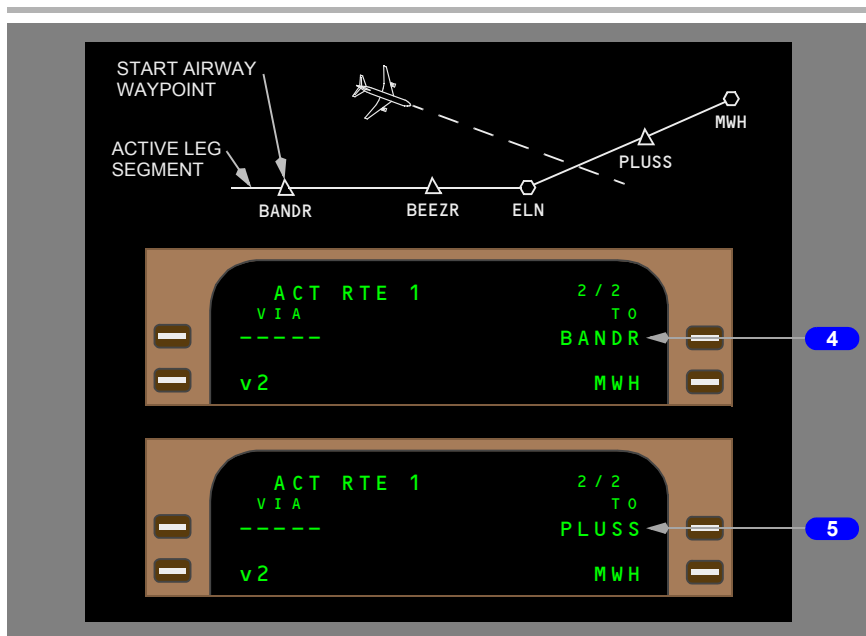 START AIRWAY
WAYPOINT
ACTIVE LEG
SEGMENT
BANDR
BEEZR
ELN
PLUSS
MWH
ACT RTE 1 2/2
VIA TO
----- BANDR
v2 MWH
4
ACT RTE 1 2/2
VIA TO
----- PLUSS
v2 MWH
5